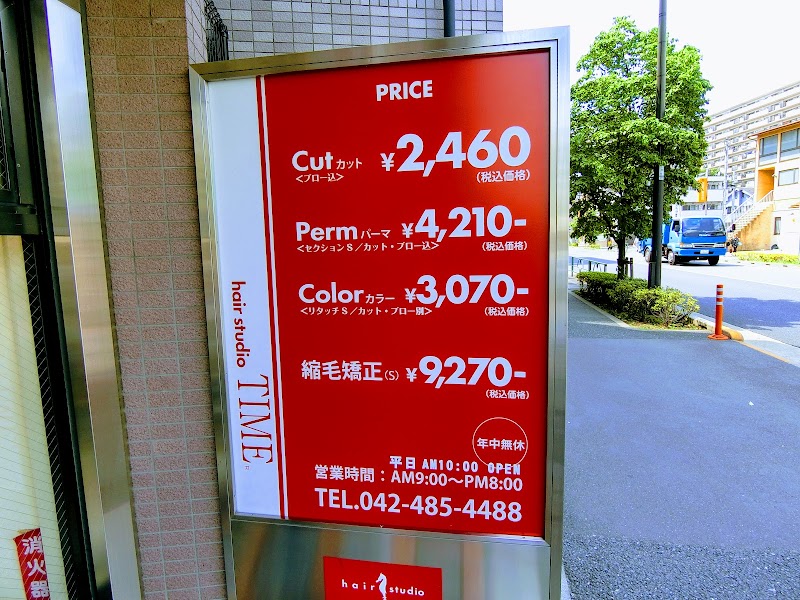 PRICE
Cut カット ¥2,460
<ブロー込> (税込価格)
Perm パーマ ¥4,210-
<セクションS/カット・ブロー込> (税込価格)
Color カラー ¥3,070-
<リタッチS/カット・ブロー別> (税込価格)
縮毛矯正(S) ¥9,270-
(税込価格)
年中無休
平日 AM10:00 OPEN
営業時間:AM9:00〜PM8:00
TEL.042-485-4488
hair studio TIME
hair studio
消火器